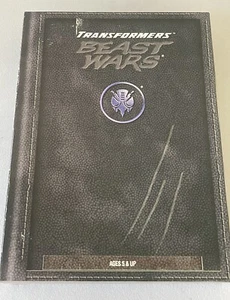 TRANSFORMERS
BEAST
WARS
AGES 5 & UP